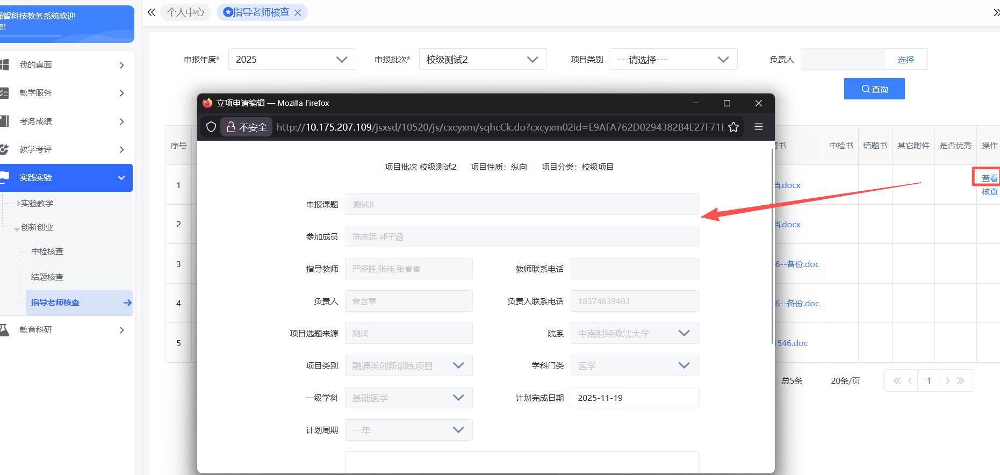 强智科技教务系统欢迎
您!
我的桌面
教学服务
考务成绩
教学考评
实践实验
实验教学
创新创业
中检核查
结题核查
指导老师核查
教育科研
个人中心
指导老师核查
申报年度* 2025
申报批次* 校级测试2
项目类别 ---请选择---
负责人 选择
查询
立项申请编辑 — Mozilla Firefox
不安全 http://10.175.207.109/jsxsd/10520/js/cxcyxm/sqhcCk.do?cxcyxm02id=E9AFA762D0294382B4E27F71E
项目批次 校级测试2 项目性质：纵向 项目分类：校级项目
申报课题 测试8
参加成员 陈志远,郭子涵
指导教师 严泽胜,张佳,张春香
教师联系电话
负责人 曾含章
负责人联系电话 18374839483
项目选题来源 测试
院系 中南财经政法大学
项目类别 融通类创新训练项目
学科门类 医学
一级学科 基础医学
计划完成日期 2025-11-19
计划周期 一年
序号 请书 中检书 结题书 其它附件 是否优秀 操作
1 档.docx 查看
核查
2 档.docx
3 6--备份.doc
4 6--备份.doc
5 1546.doc
总5条 20条/页 1